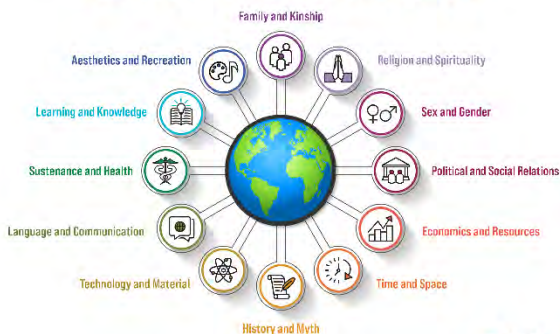 Family and Kinship
Religion and Spirituality
Sex and Gender
Political and Social Relations
Economics and Resources
Time and Space
History and Myth
Technology and Material
Language and Communication
Sustenance and Health
Learning and Knowledge
Aesthetics and Recreation